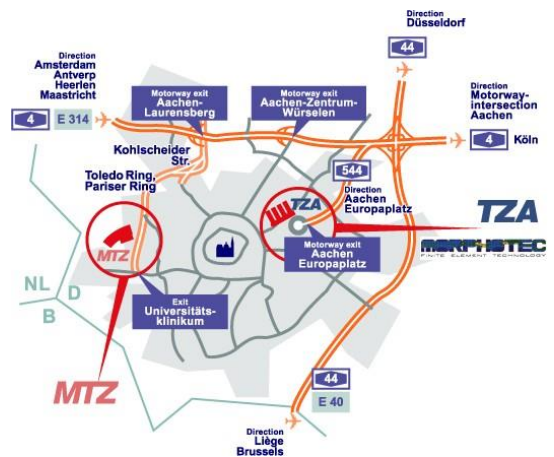 Direction
Düsseldorf
44
Direction
Amsterdam
Antverp
Heerlen
Maastricht
4
E 314
Motorway exit
Aachen-
Laurensberg
Motorway exit
Aachen-Zentrum-
Würselen
Direction
Motorway-
intersection
Aachen
4
Köln
Kohlscheider
Str.
544
Direction
Aachen
Europaplatz
Toledo Ring,
Pariser Ring
TZA
TZA
MORPHOTEC
FINITE ELEMENT TECHNOLOGY
MTZ
Motorway exit
Aachen
Europaplatz
NL
D
B
Exit
Universitäts-
klinikum
MTZ
44
E 40
Direction
Liège
Brussels